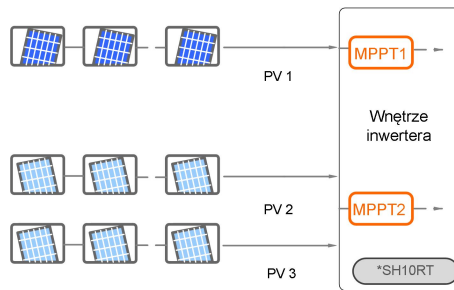 MPPT1
PV 1
Wnętrze
inwertera
PV 2
MPPT2
PV 3
*SH10RT